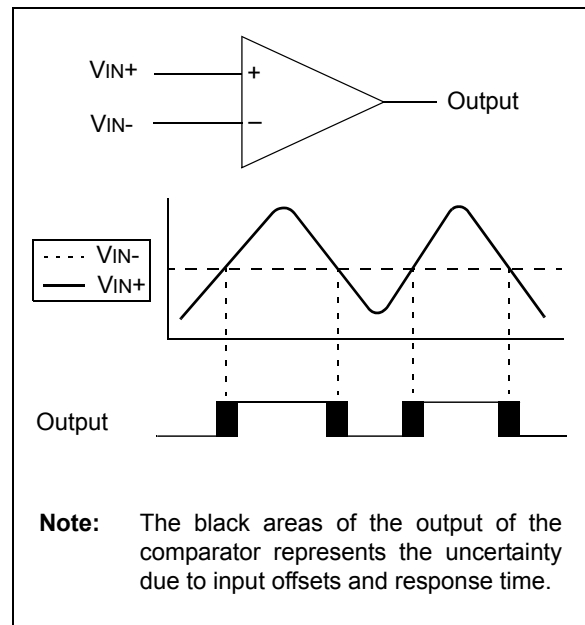 VIN+
+
Output
VIN-
–
VIN-
VIN+
Output
Note: The black areas of the output of the
comparator represents the uncertainty
due to input offsets and response time.